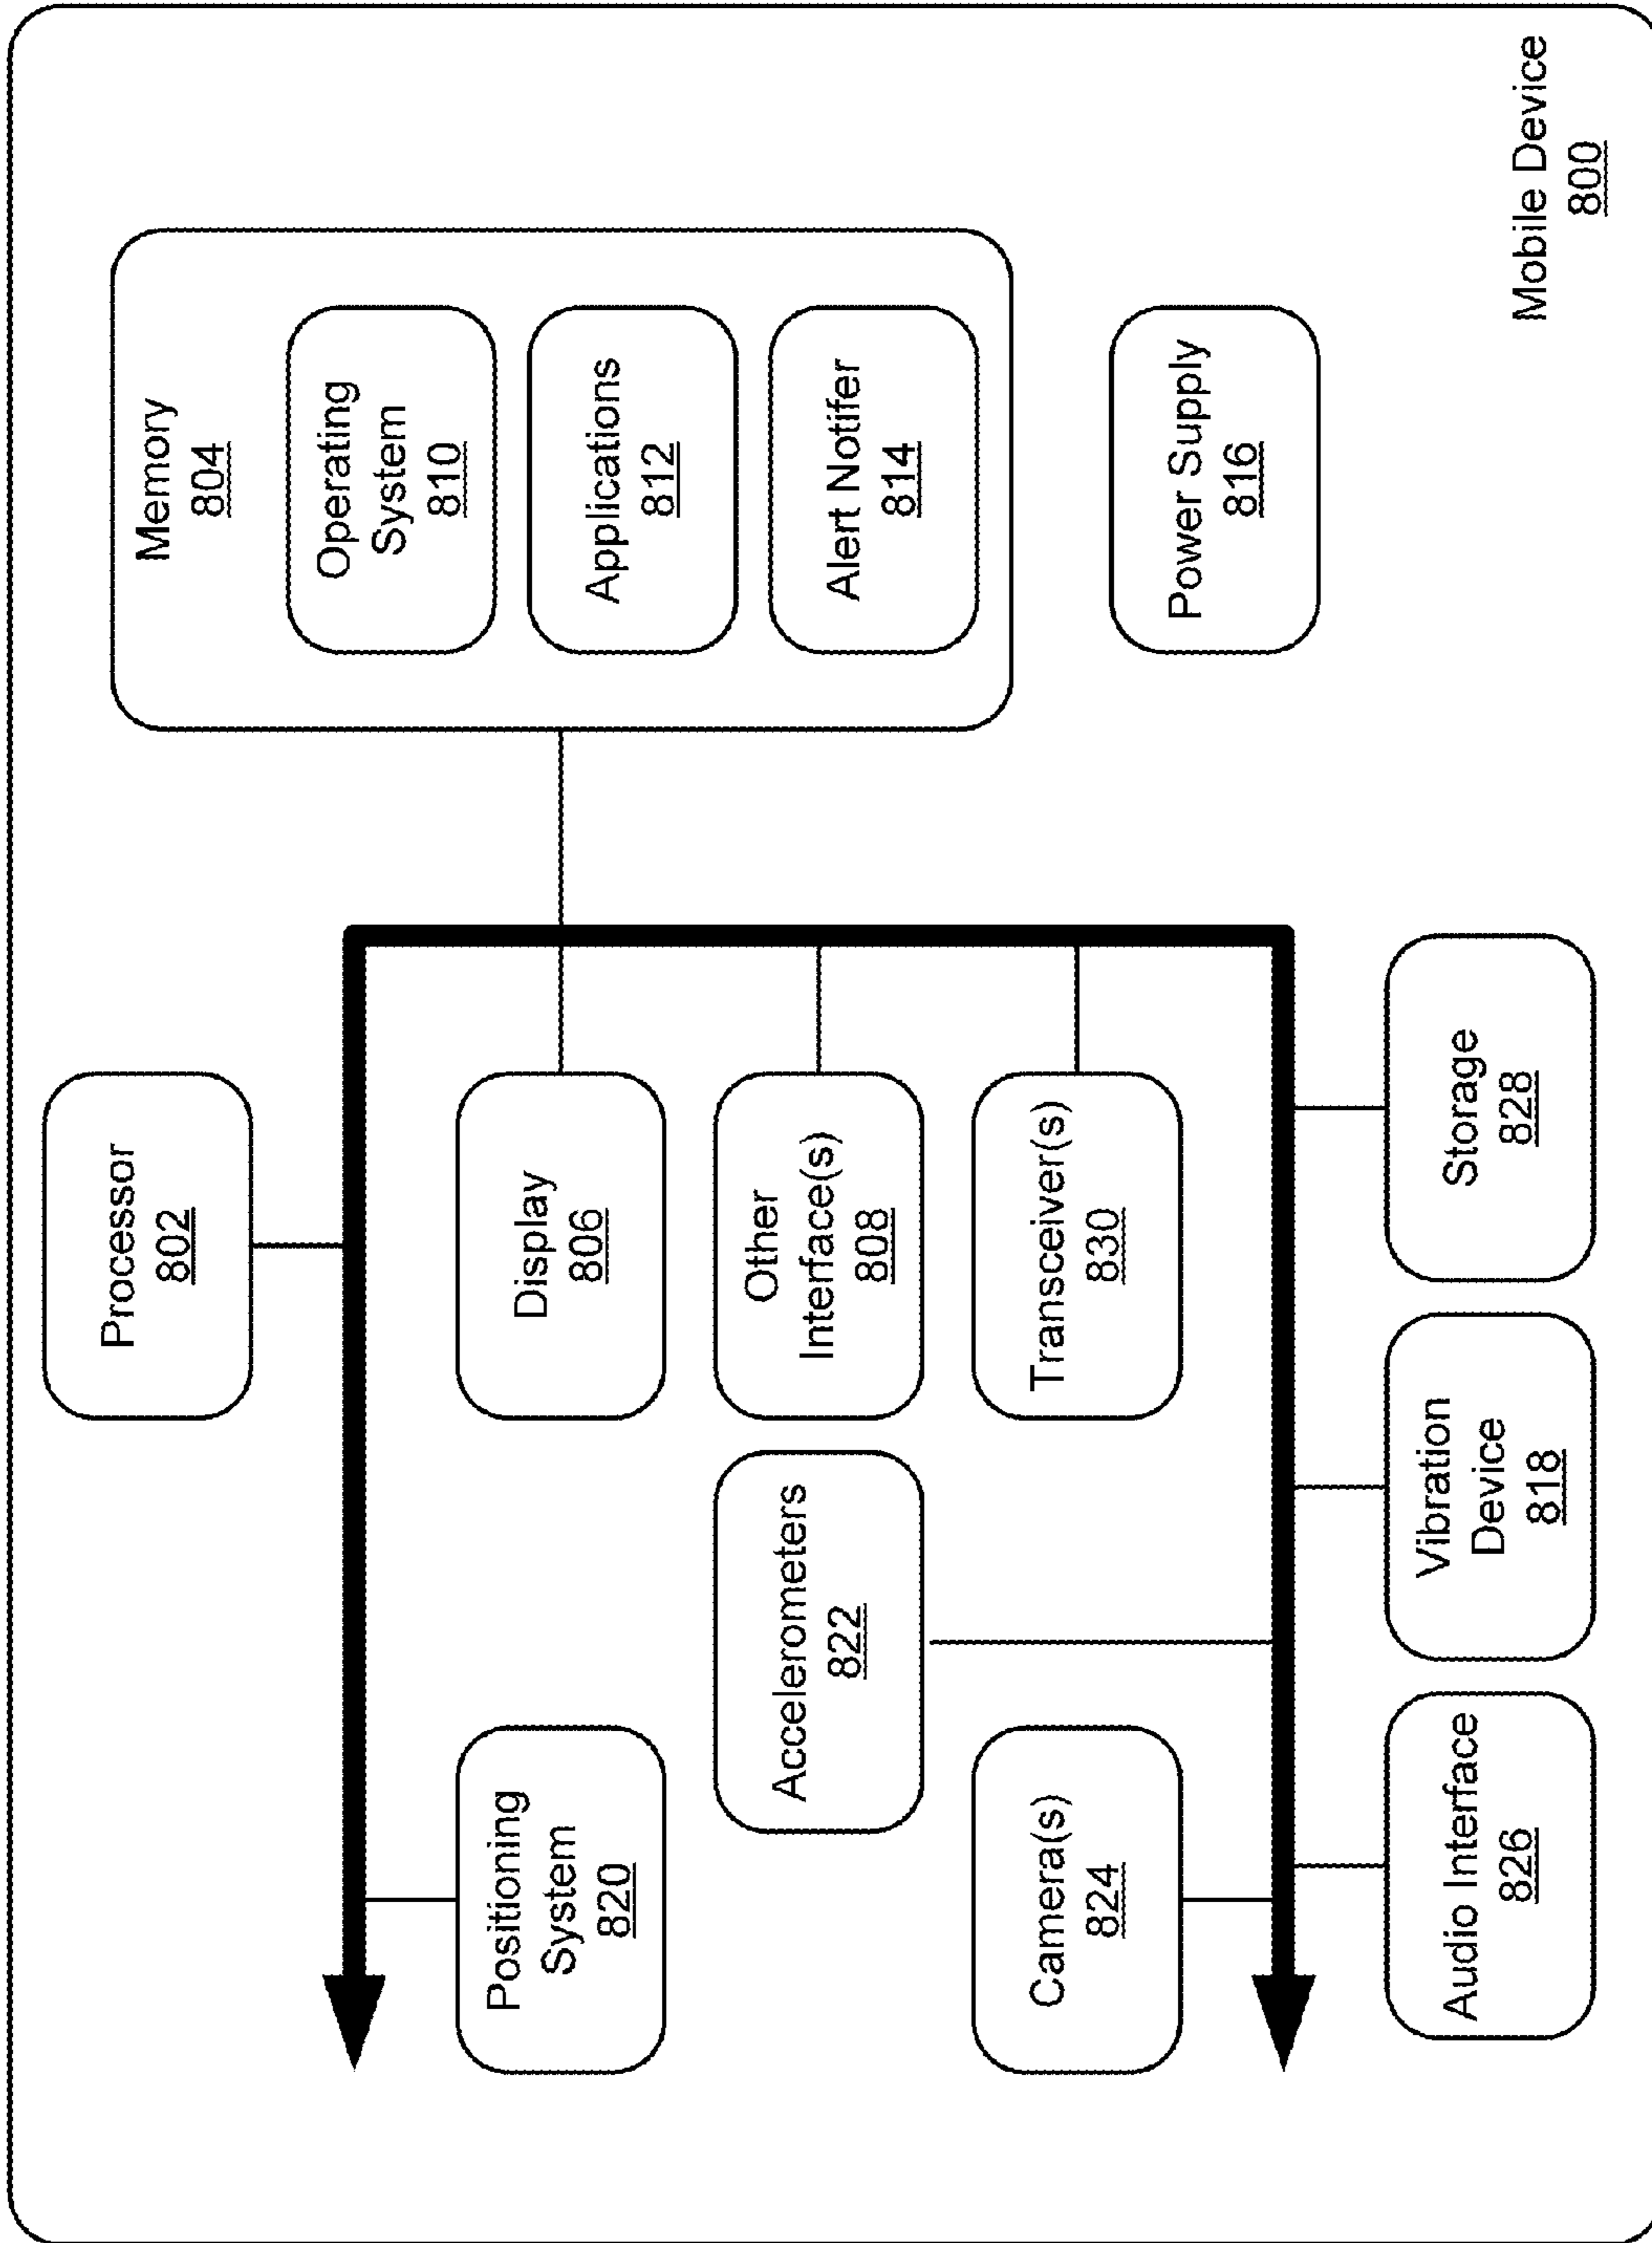 Processor
802
Memory
804
Positioning
System
820
Display
806
Operating
System
810
Accelerometers
822
Other
Interface(s)
808
Applications
812
Camera(s)
824
Transceiver(s)
830
Alert Notifer
814
Power Supply
816
Audio Interface
826
Vibration
Device
818
Storage
828
Mobile Device
800